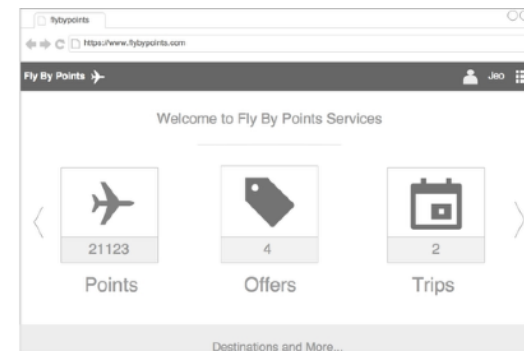 flybypoints
https://www.flybypoints.com
Fly By Points
Jeo
Welcome to Fly By Points Services
21123
4
2
Points
Offers
Trips
Destinations and More...